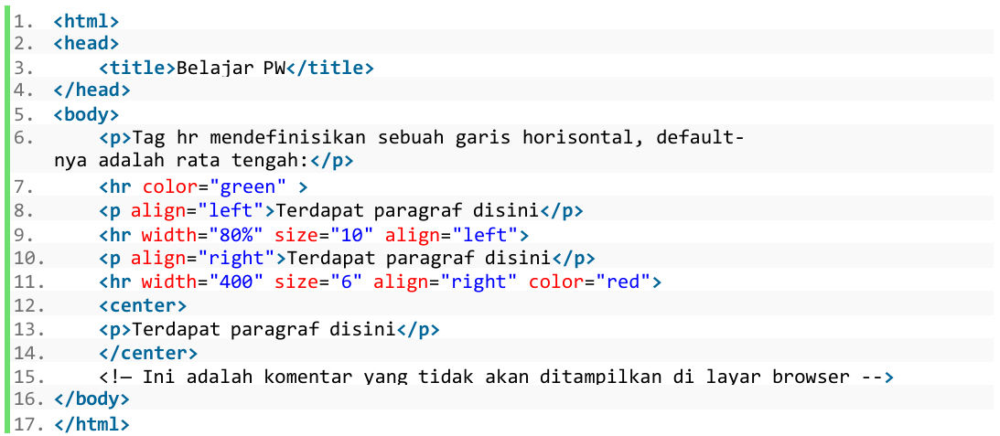 1. <html>
2. <head>
3. <title>Belajar PW</title>
4. </head>
5. <body>
6. <p>Tag hr mendefinisikan sebuah garis horisontal, default-
nya adalah rata tengah:</p>
7. <hr color="green" >
8. <p align="left">Terdapat paragraf disini</p>
9. <hr width="80%" size="10" align="left">
10. <p align="right">Terdapat paragraf disini</p>
11. <hr width="400" size="6" align="right" color="red">
12. <center>
13. <p>Terdapat paragraf disini</p>
14. </center>
15. <!— Ini adalah komentar yang tidak akan ditampilkan di layar browser -->
16. </body>
17. </html>